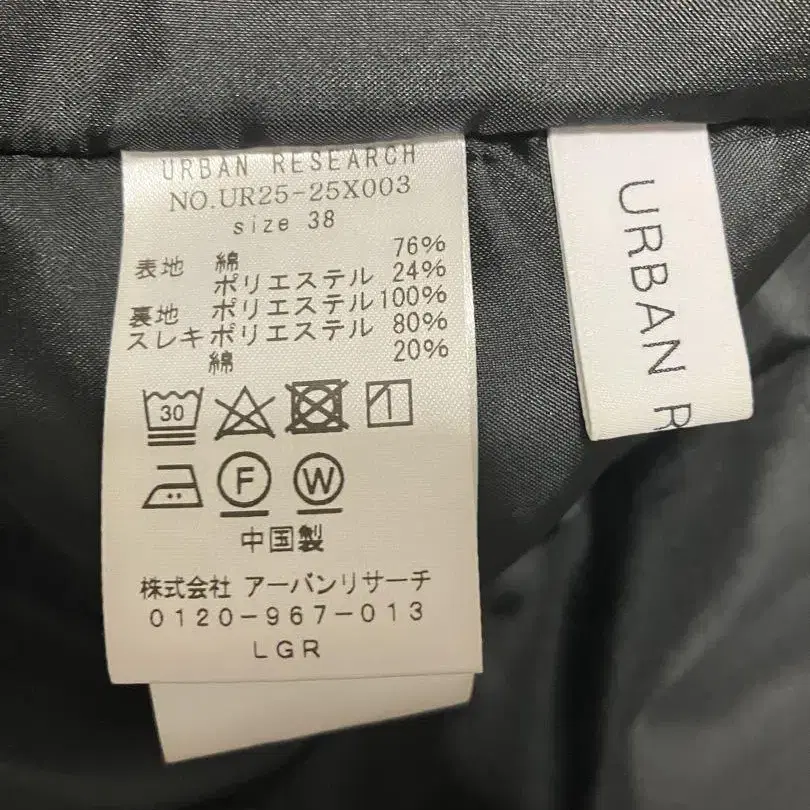 URBAN RESEARCH
NO.UR25-25X003
size 38
表地 綿 76%
ポリエステル 24%
裏地 ポリエステル 100%
スレキ ポリエステル 80%
綿 20%
30
F W
中国製
株式会社 アーバンリサーチ
0120-967-013
LGR
URBAN R